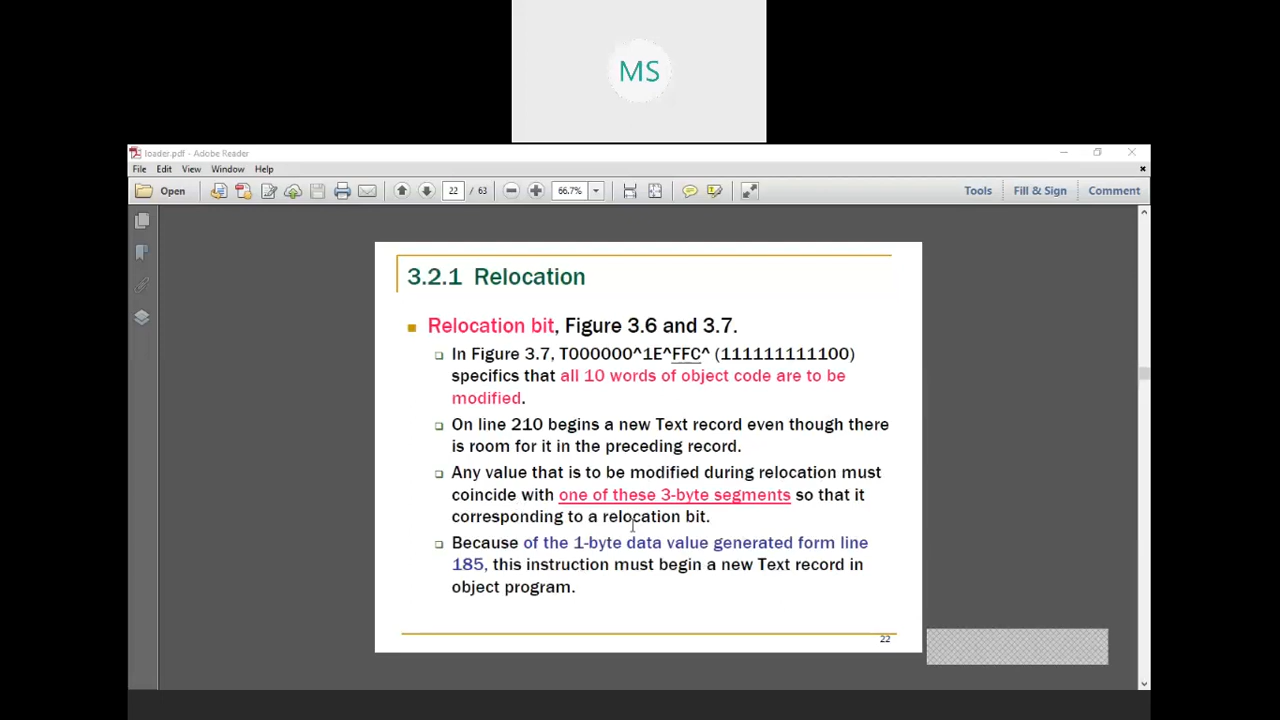 MS
loader.pdf - Adobe Reader
File Edit View Window Help
Open 22 / 63 66.7% Tools Fill & Sign Comment
3.2.1 Relocation
Relocation bit, Figure 3.6 and 3.7.
In Figure 3.7, T000000^1E^FFC^ (111111111100)
specifics that all 10 words of object code are to be
modified.
On line 210 begins a new Text record even though there
is room for it in the preceding record.
Any value that is to be modified during relocation must
coincide with one of these 3-byte segments so that it
corresponding to a relocation bit.
Because of the 1-byte data value generated form line
185, this instruction must begin a new Text record in
object program.
22